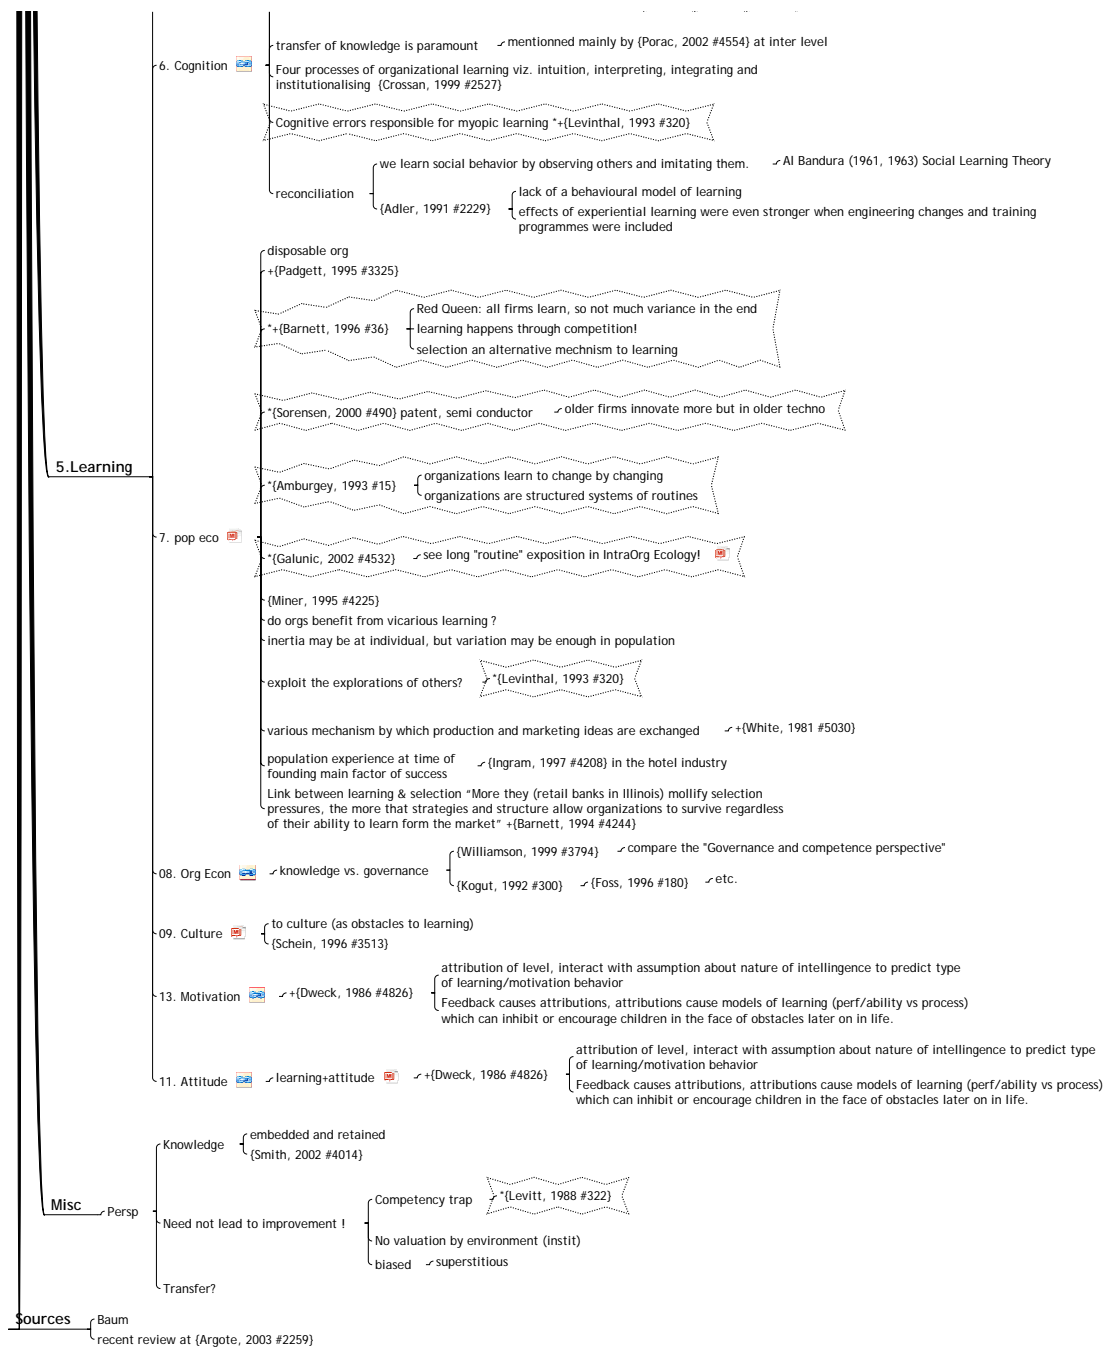 transfer of knowledge is paramount
mentionned mainly by {Porac, 2002 #4554} at inter level
6. Cognition
Four processes of organizational learning viz. intuition, interpreting, integrating and
institutionalising {Crossan, 1999 #2527}
Cognitive errors responsible for myopic learning *+{Levinthal, 1993 #320}
reconciliation
we learn social behavior by observing others and imitating them.
Al Bandura (1961, 1963) Social Learning Theory
{Adler, 1991 #2229}
lack of a behavioural model of learning
effects of experiential learning were even stronger when engineering changes and training
programmes were included
5.Learning
7. pop eco
disposable org
+{Padgett, 1995 #3325}
*+{Barnett, 1996 #36}
Red Queen: all firms learn, so not much variance in the end
learning happens through competition!
selection an alternative mechnism to learning
*{Sorensen, 2000 #490} patent, semi conductor
older firms innovate more but in older techno
*{Amburgey, 1993 #15}
organizations learn to change by changing
organizations are structured systems of routines
*{Galunic, 2002 #4532}
see long "routine" exposition in IntraOrg Ecology!
{Miner, 1995 #4225}
do orgs benefit from vicarious learning ?
inertia may be at individual, but variation may be enough in population
exploit the explorations of others?
*{Levinthal, 1993 #320}
various mechanism by which production and marketing ideas are exchanged
+{White, 1981 #5030}
population experience at time of
founding main factor of success
{Ingram, 1997 #4208} in the hotel industry
Link between learning & selection “More they (retail banks in Illinois) mollify selection
pressures, the more that strategies and structure allow organizations to survive regardless
of their ability to learn form the market” +{Barnett, 1994 #4244}
08. Org Econ
knowledge vs. governance
{Williamson, 1999 #3794}
compare the "Governance and competence perspective"
{Kogut, 1992 #300}
{Foss, 1996 #180}
etc.
09. Culture
to culture (as obstacles to learning)
{Schein, 1996 #3513}
13. Motivation
+{Dweck, 1986 #4826}
attribution of level, interact with assumption about nature of intellingence to predict type
of learning/motivation behavior
Feedback causes attributions, attributions cause models of learning (perf/ability vs process)
which can inhibit or encourage children in the face of obstacles later on in life.
11. Attitude
learning+attitude
+{Dweck, 1986 #4826}
attribution of level, interact with assumption about nature of intellingence to predict type
of learning/motivation behavior
Feedback causes attributions, attributions cause models of learning (perf/ability vs process)
which can inhibit or encourage children in the face of obstacles later on in life.
Misc
Persp
Knowledge
embedded and retained
{Smith, 2002 #4014}
Need not lead to improvement !
Competency trap
*{Levitt, 1988 #322}
No valuation by environment (instit)
biased
superstitious
Transfer?
Sources
Baum
recent review at {Argote, 2003 #2259}